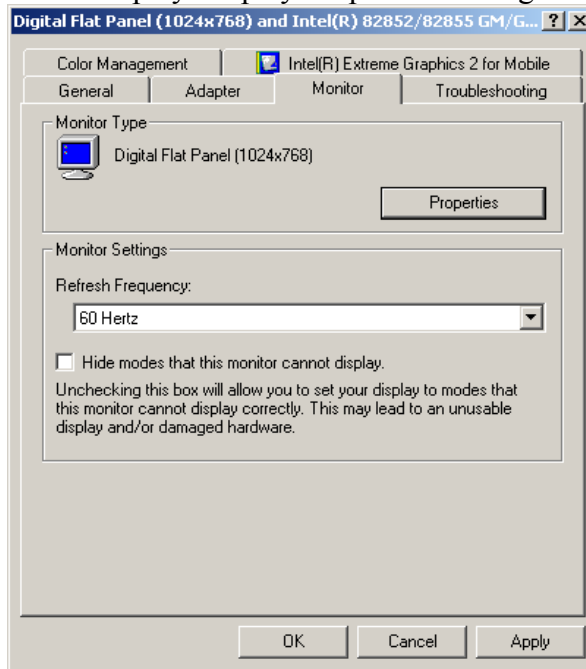 Digital Flat Panel (1024x768) and Intel(R) 82852/82855 GM/G...
Color Management
Intel(R) Extreme Graphics 2 for Mobile
General
Adapter
Monitor
Troubleshooting
Monitor Type
Digital Flat Panel (1024x768)
Properties
Monitor Settings
Refresh Frequency:
60 Hertz
Hide modes that this monitor cannot display.
Unchecking this box will allow you to set your display to modes that
this monitor cannot display correctly. This may lead to an unusable
display and/or damaged hardware.
OK
Cancel
Apply